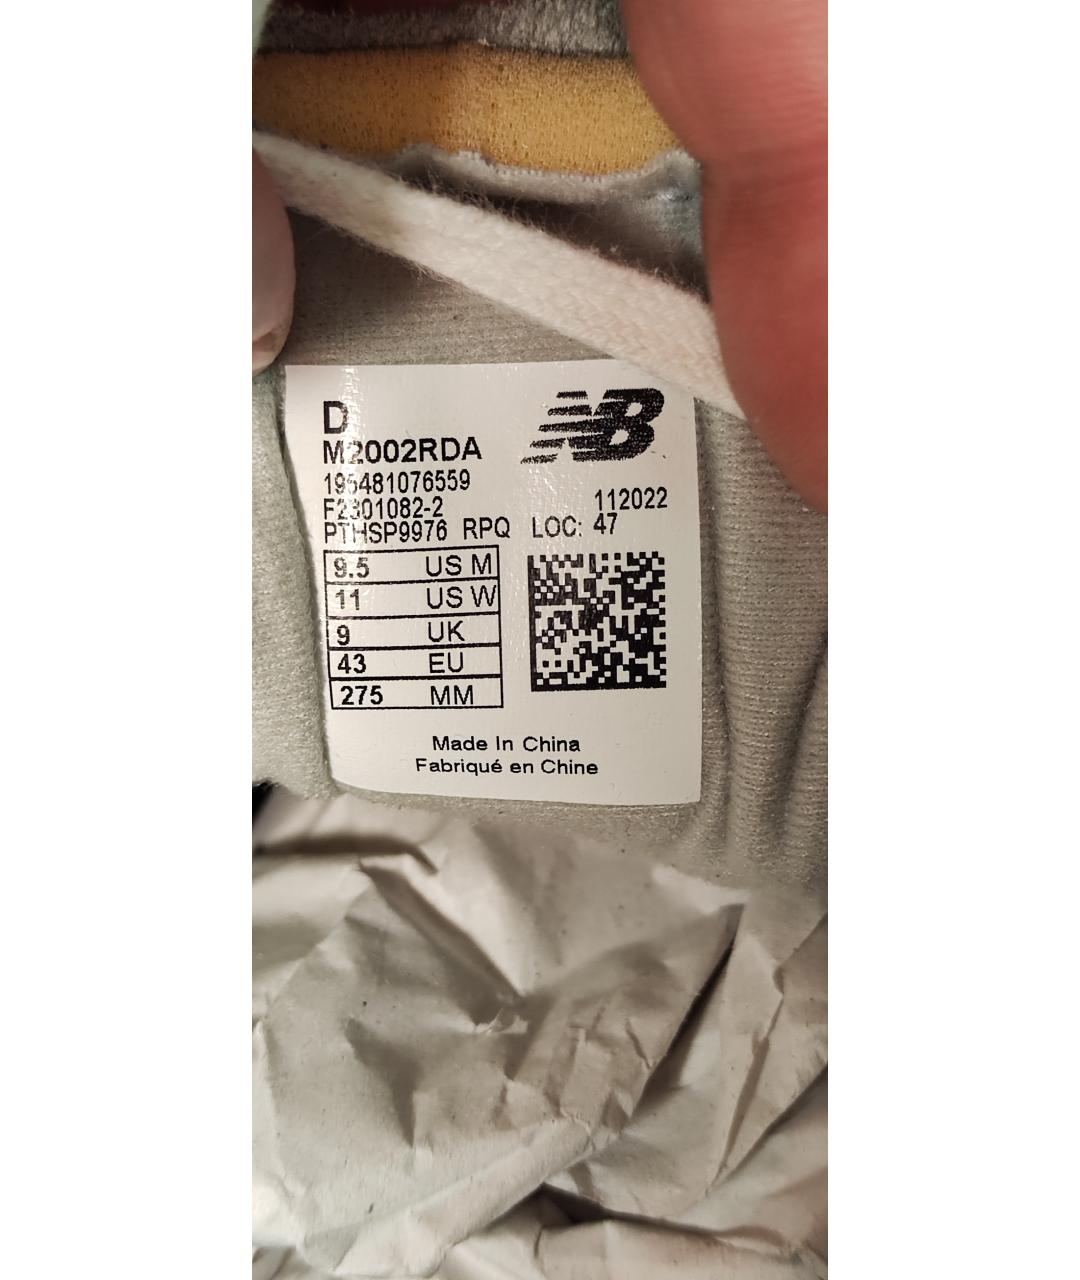 D
NB
M2002RDA
195481076559
F2301082-2 112022
PTHSP9976 RPQ LOC: 47
9.5 US M
11 US W
9 UK
43 EU
275 MM
Made In China
Fabriqué en Chine